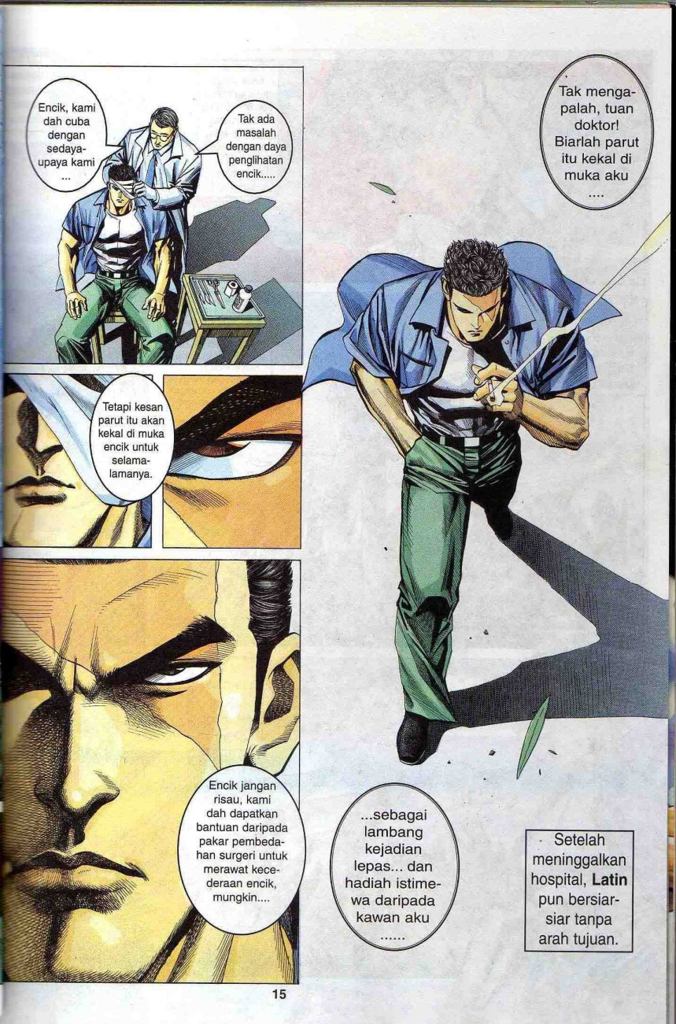 Encik, kami
dah cuba
dengan
sedaya-
upaya kami
...
Tak ada
masalah
dengan daya
penglihatan
encik.....
Tetapi kesan
parut itu akan
kekal di muka
encik untuk
selama-
lamanya.
Encik jangan
risau, kami
dah dapatkan
bantuan daripada
pakar pembeda-
han surgeri untuk
merawat kece-
deraan encik,
mungkin....
Tak menga-
palah, tuan
doktor!
Biarlah parut
itu kekal di
muka aku
....
...sebagai
lambang
kejadian
lepas... dan
hadiah istime-
wa daripada
kawan aku
......
Setelah
meninggalkan
hospital, Latin
pun bersiar-
siar tanpa
arah tujuan.
15